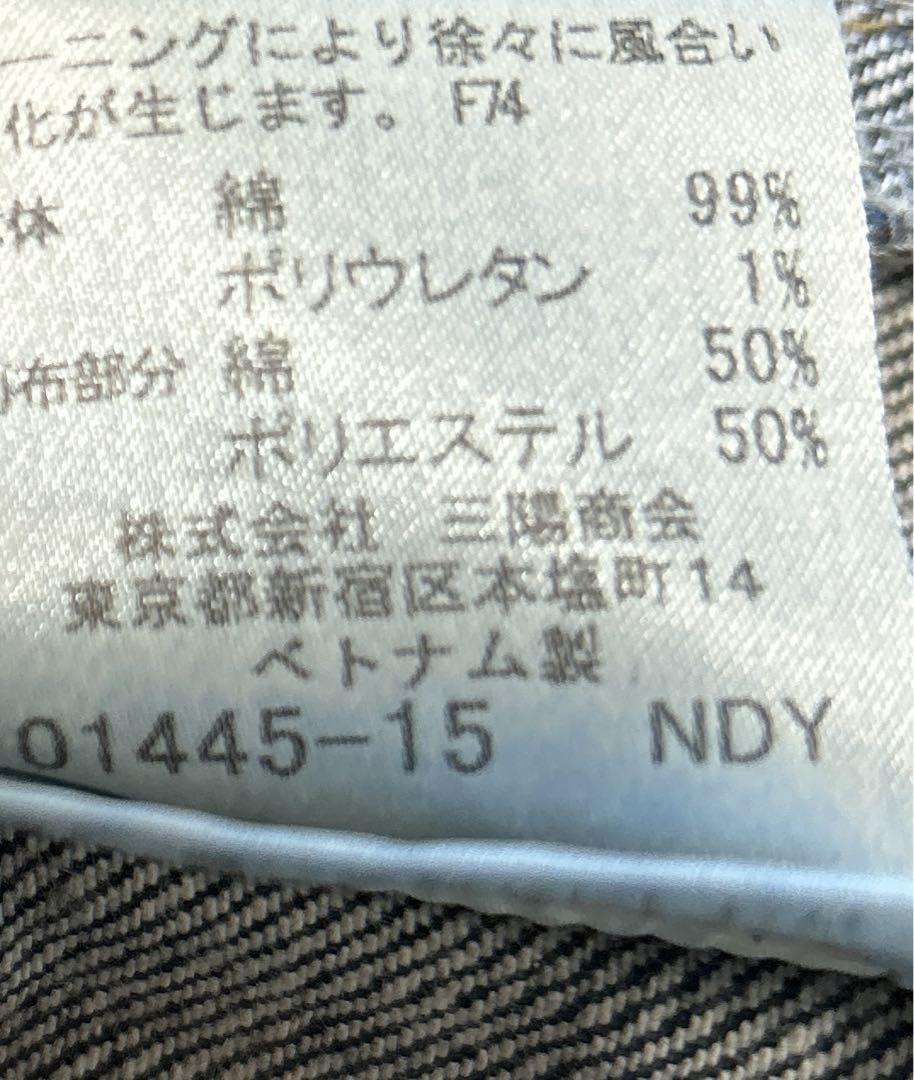 ーニングにより徐々に風合い
化が生じます。 F74
体 綿 99%
ポリウレタン 1%
布部分 綿 50%
ポリエステル 50%
株式会社 三陽商会
東京都新宿区本塩町14
ベトナム製
01445-15 NDY